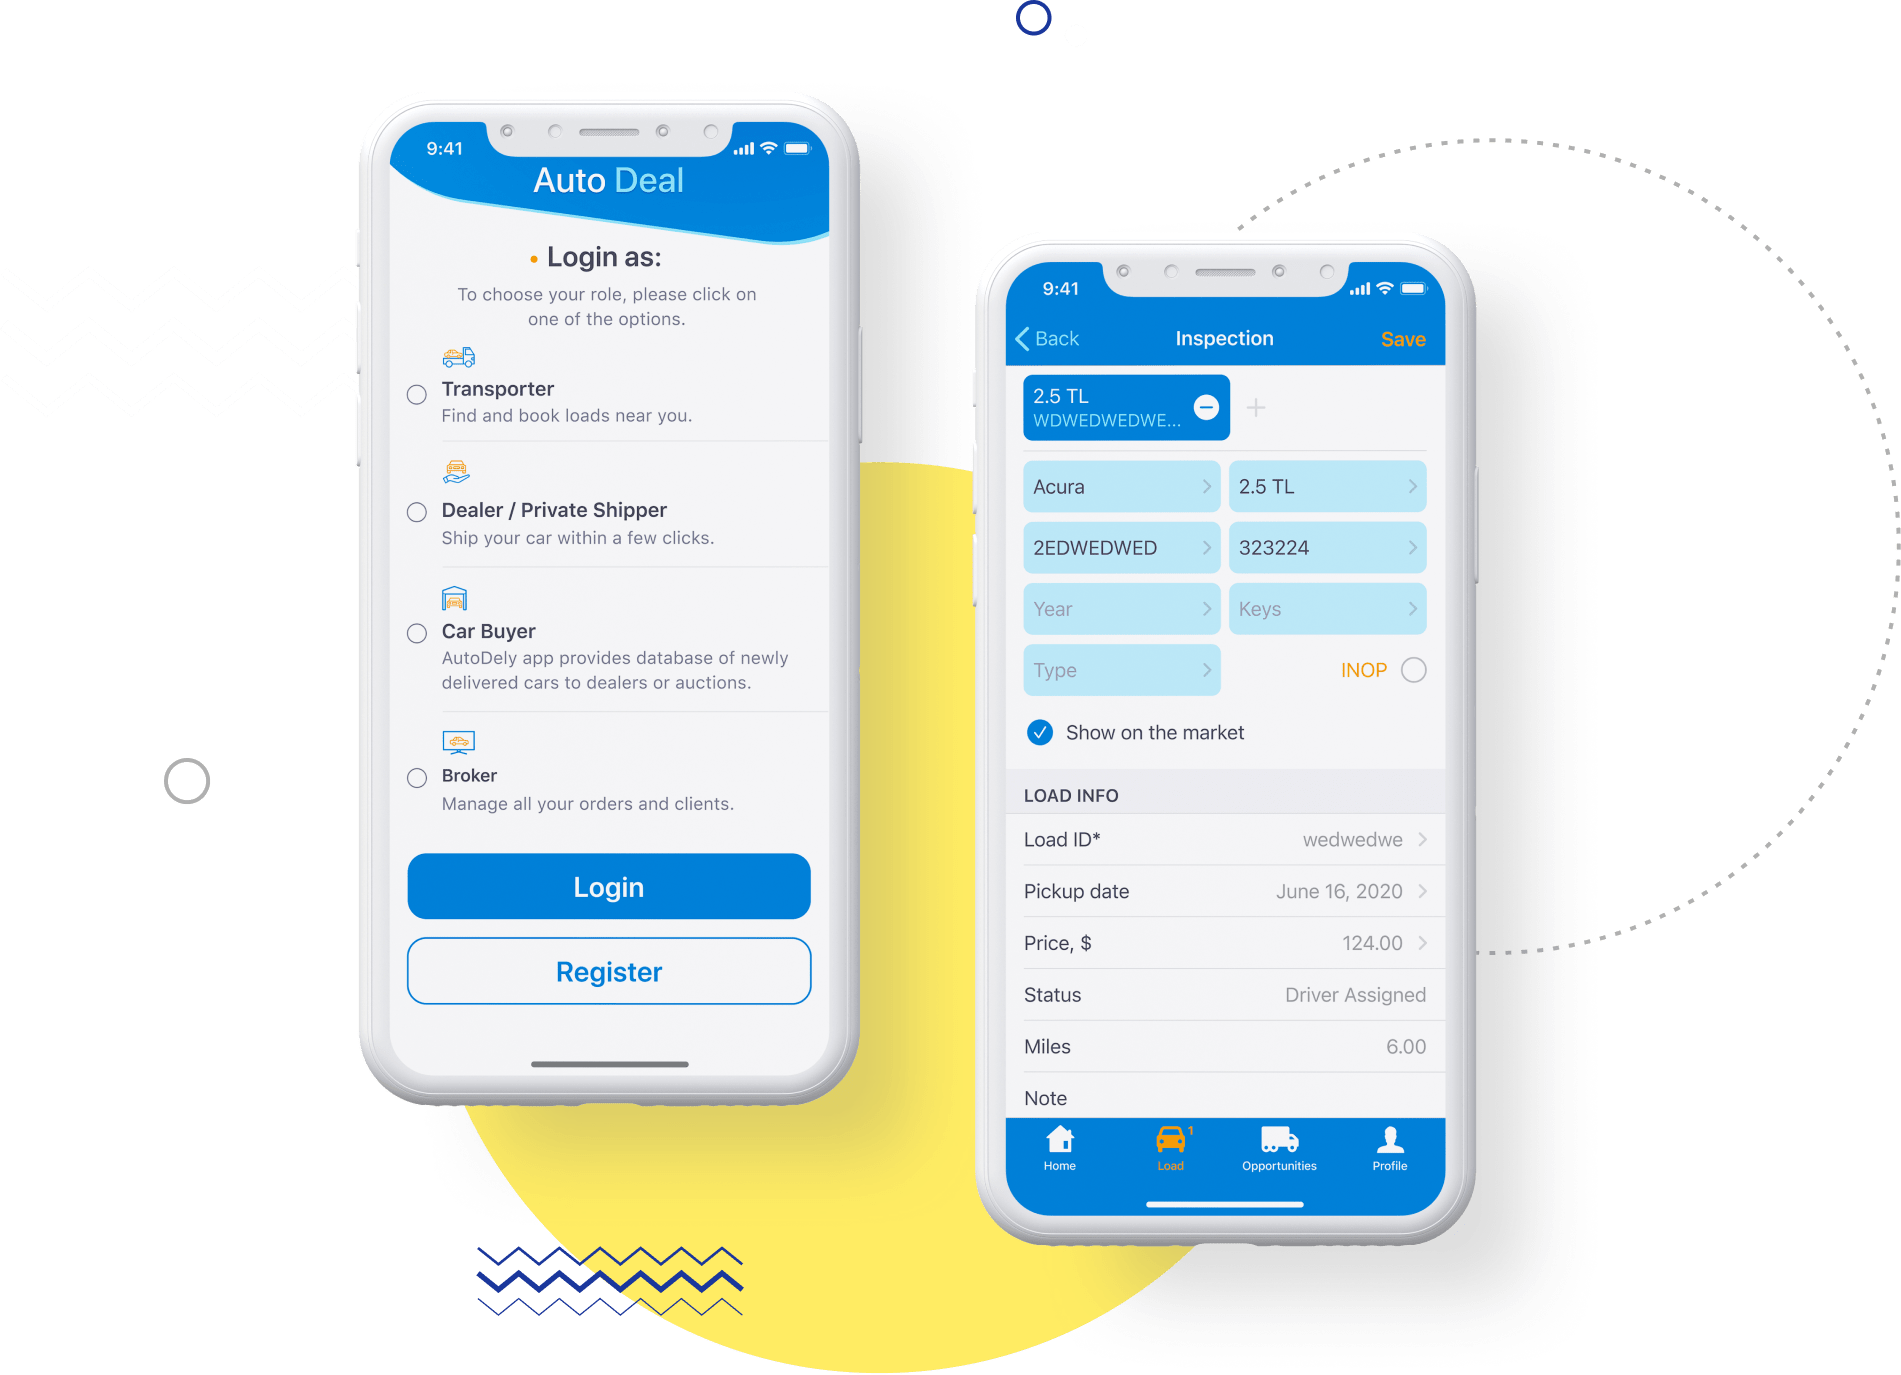 9:41
Auto Deal
Login as:
To choose your role, please click on
one of the options.
Transporter
Find and book loads near you.
Dealer / Private Shipper
Ship your car within a few clicks.
Car Buyer
AutoDely app provides database of newly
delivered cars to dealers or auctions.
Broker
Manage all your orders and clients.
Login
Register
9:41
Back Inspection Save
2.5 TL
WDWEDWEDWE...
Acura 2.5 TL
2EDWEDWED 323224
Year Keys
Type INOP
Show on the market
LOAD INFO
Load ID* wedwedwe
Pickup date June 16, 2020
Price, $ 124.00
Status Driver Assigned
Miles 6.00
Note
1
Home Load Opportunities Profile